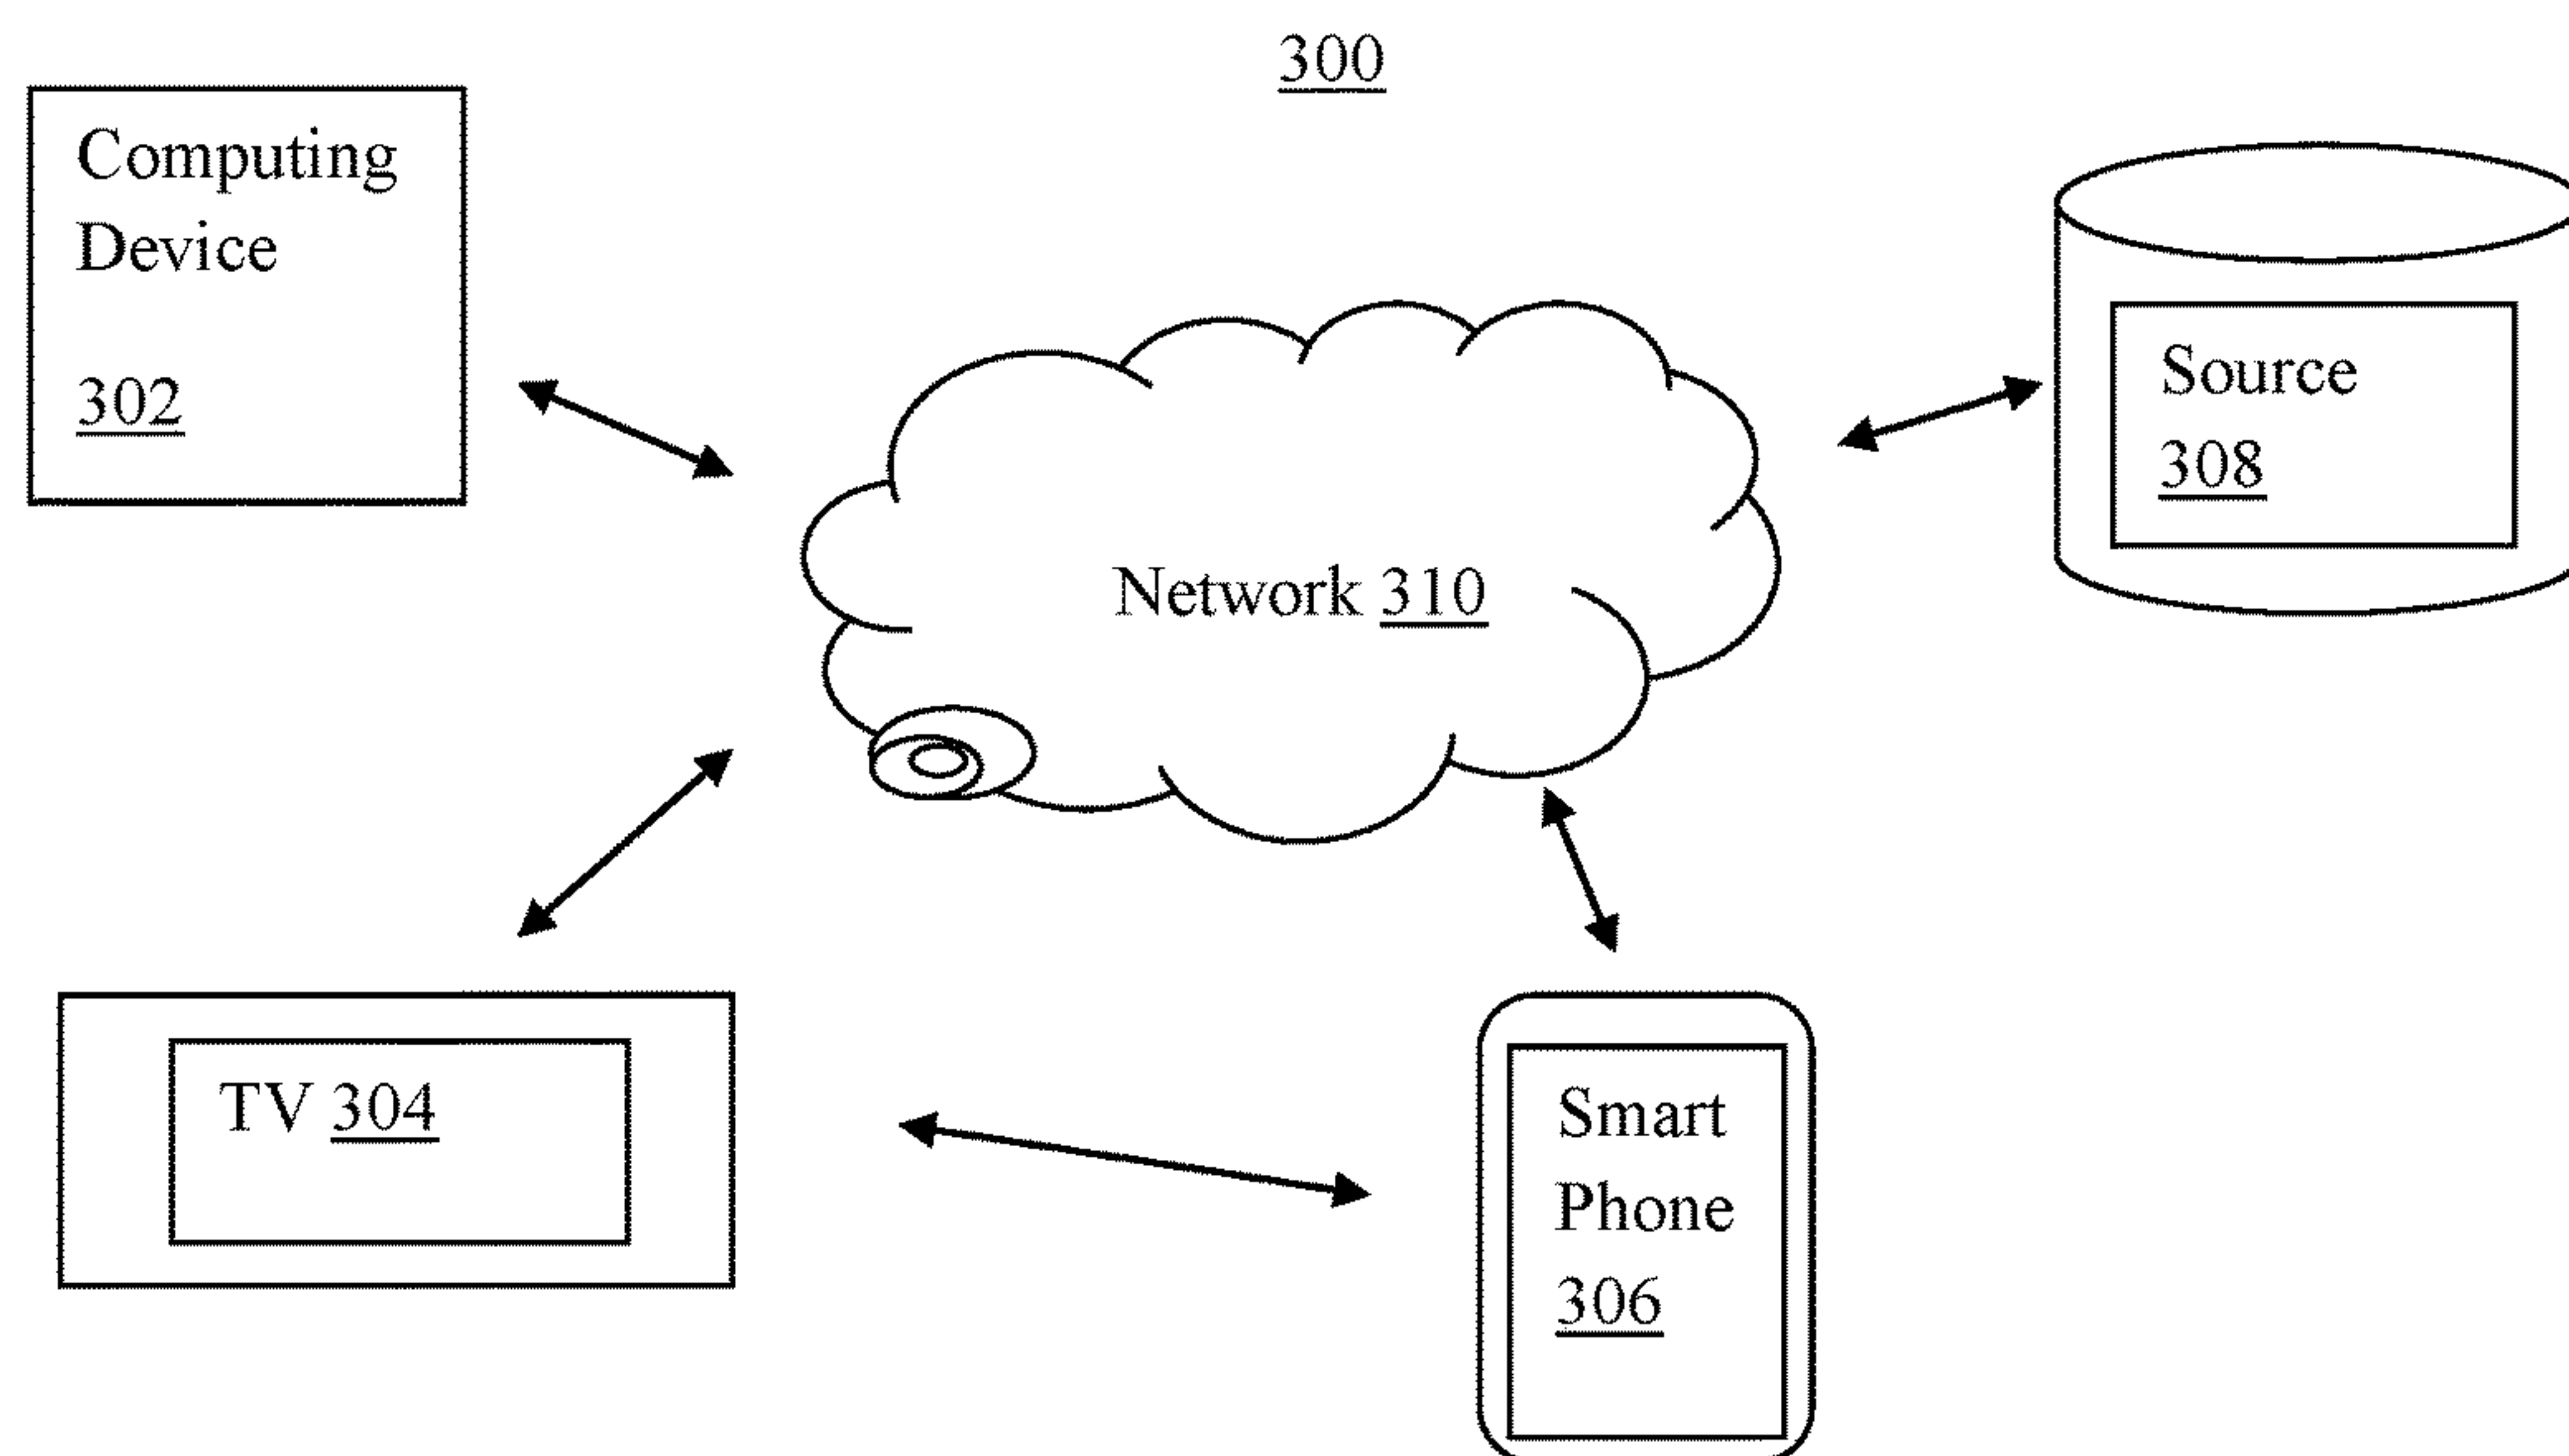 300
Computing
Device
302
Source
308
Network 310
TV 304
Smart
Phone
306